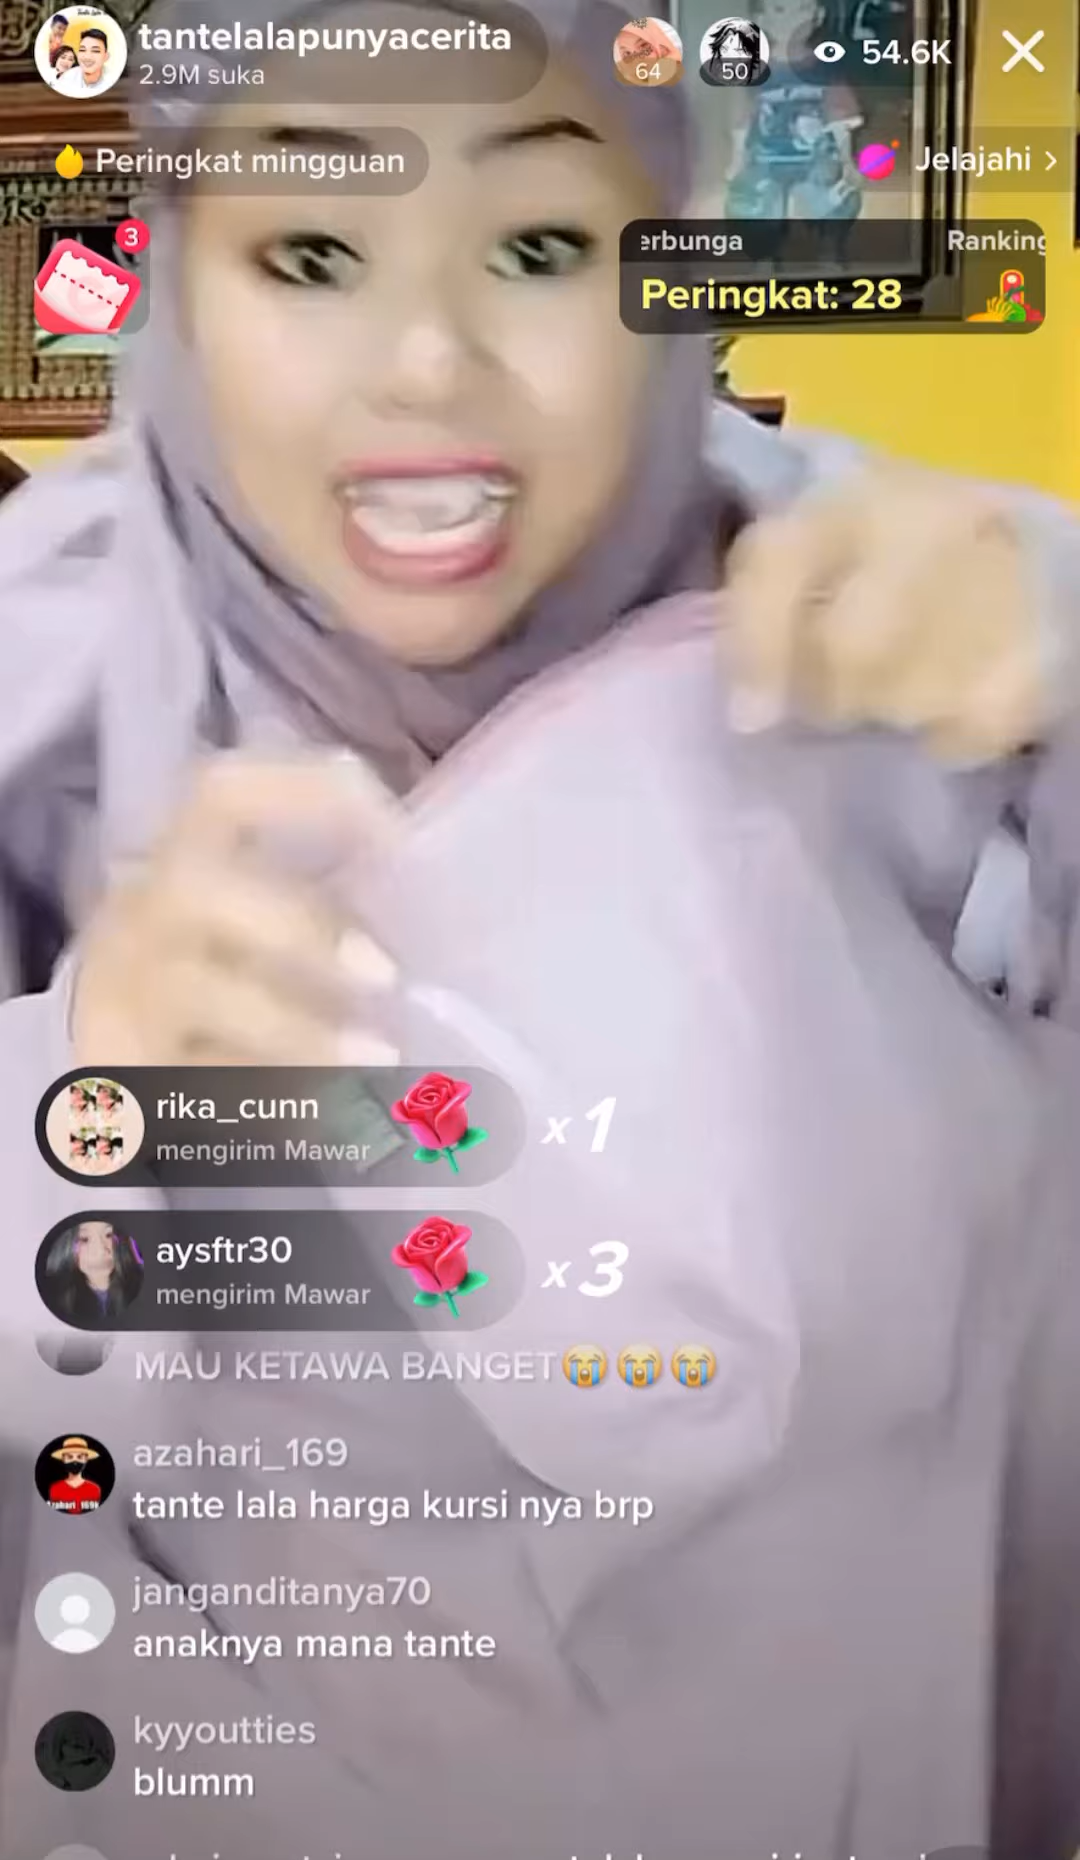 tantelalapunyacerita
2.9M suka
64
50
54.6K
Peringkat mingguan
Jelajahi >
3
erbunga
Ranking
Peringkat: 28
rika_cunn
mengirim Mawar
x 1
aysftr30
mengirim Mawar
x 3
MAU KETAWA BANGET😭😭😭
azahari_169
tante lala harga kursi nya brp
janganditanya70
anaknya mana tante
kyyoutties
blumm